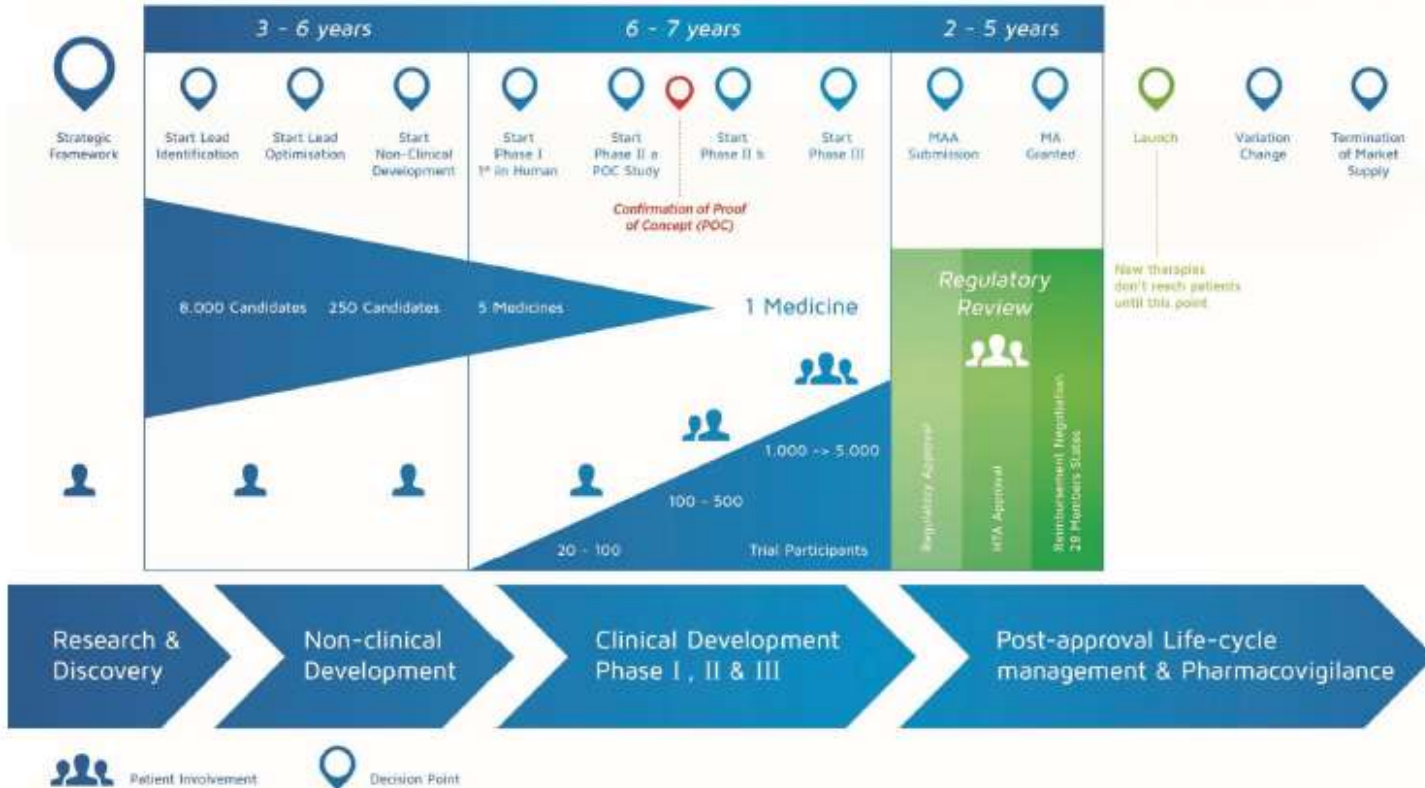 3 - 6 years
6 - 7 years
2 - 5 years
Strategic
Framework
Start Lead
Identification
Start Lead
Optimisation
Start
Non-Clinical
Development
Start
Phase I
1st iin Human
Start
Phase II a
POC Study
Start
Phase II b
Start
Phase III
MAA
Submission
MA
Granted
Launch
Variation
Change
Termination
of Market
Supply
Confirmation of Proof
of Concept (POC)
8.000 Candidates
250 Candidates
5 Medicines
1 Medicine
Regulatory
Review
New therapies
don't reach patients
until this point
20 - 100
100 - 500
1.000 -> 5.000
Trial Participants
Regulatory Approval
HTA Approval
Reimbursement Negotiation
29 Members States
Research &
Discovery
Non-clinical
Development
Clinical Development
Phase I , II & III
Post-approval Life-cycle
management & Pharmacovigilance
Patient Involvement
Decision Point